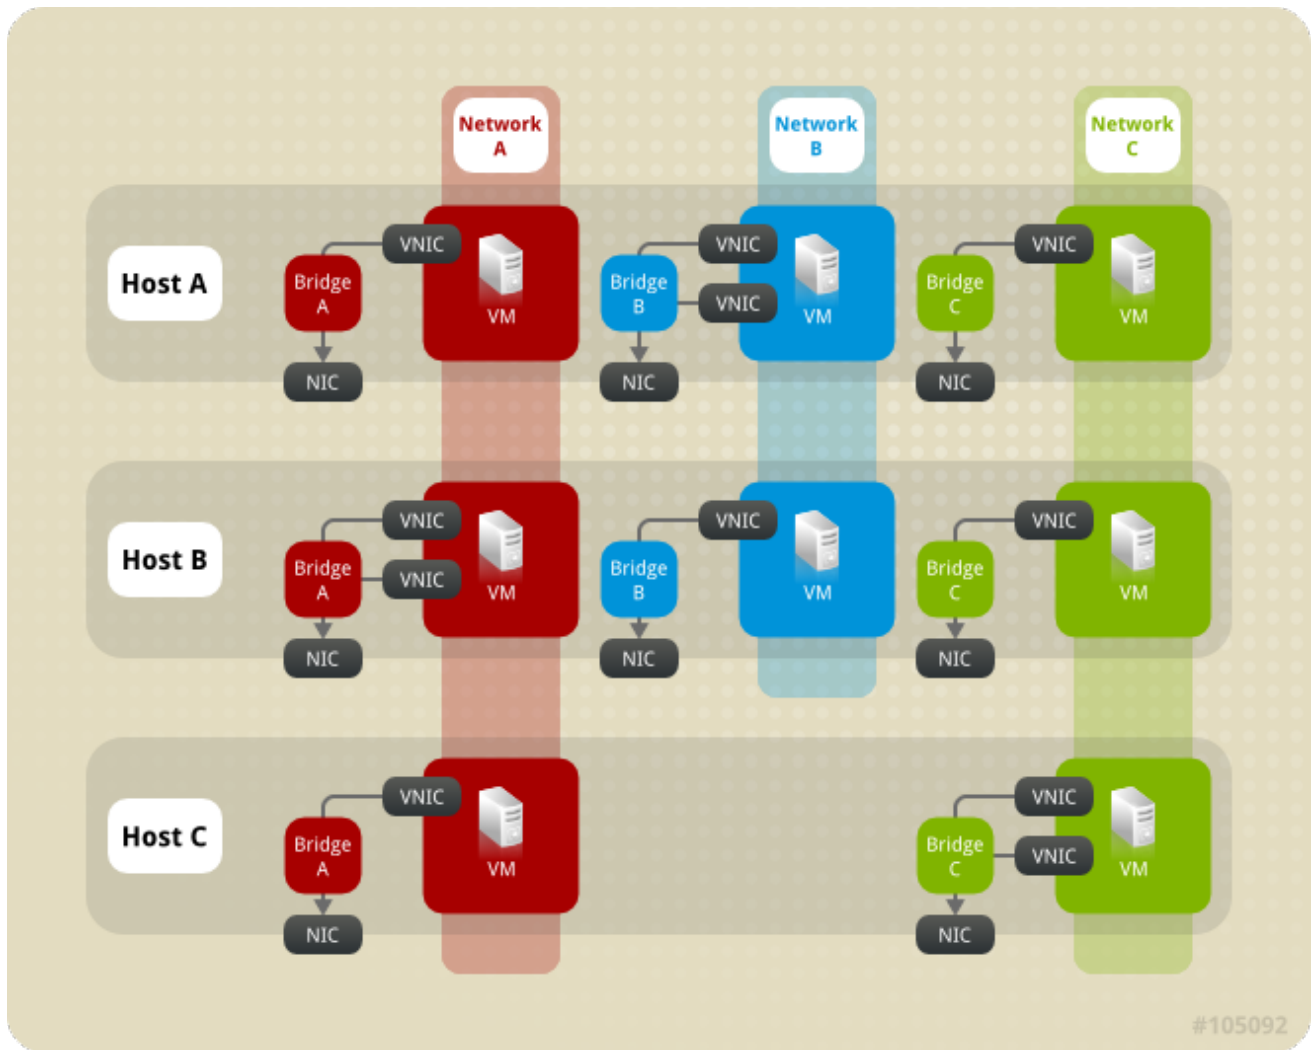 Network
A
Network
B
Network
C
Host A
VNIC
Bridge
A
VM
NIC
VNIC
Bridge
B
VNIC
VM
NIC
VNIC
Bridge
C
VM
NIC
Host B
VNIC
Bridge
A
VNIC
VM
NIC
VNIC
Bridge
B
VM
NIC
VNIC
Bridge
C
VM
NIC
Host C
VNIC
Bridge
A
VM
NIC
VNIC
Bridge
C
VNIC
VM
NIC
#105092